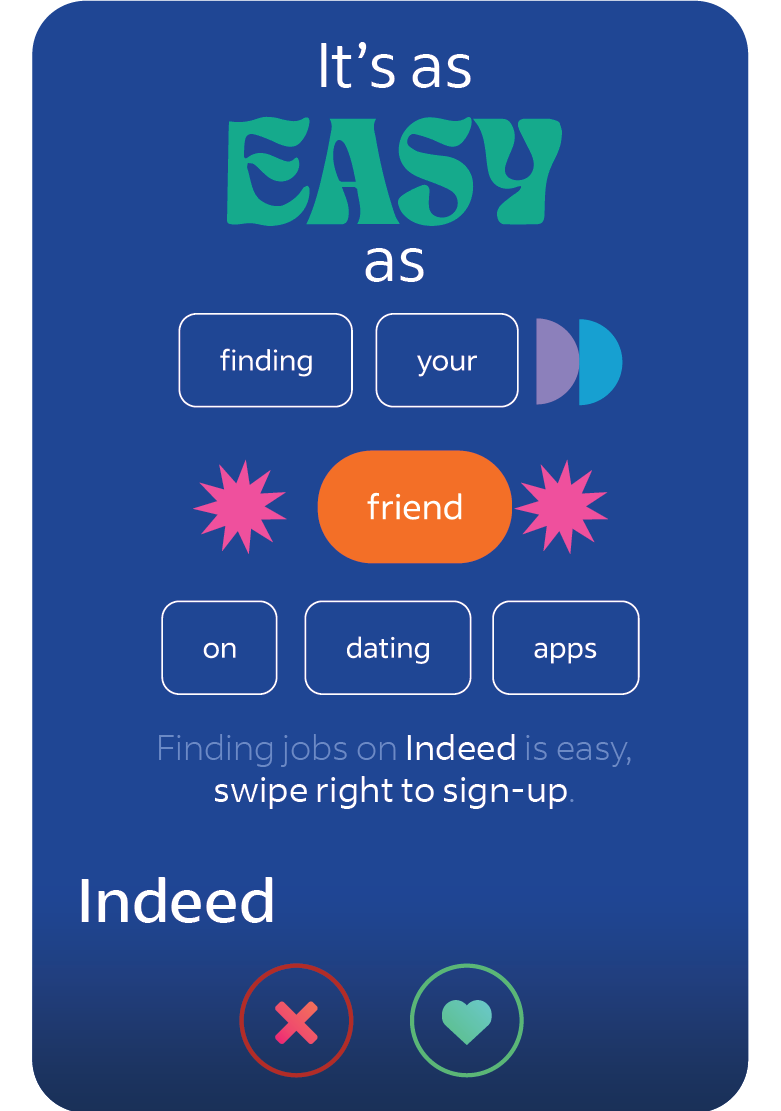 It's as
EASY
as
finding your
friend
on dating apps
Finding jobs on Indeed is easy,
swipe right to sign-up.
Indeed